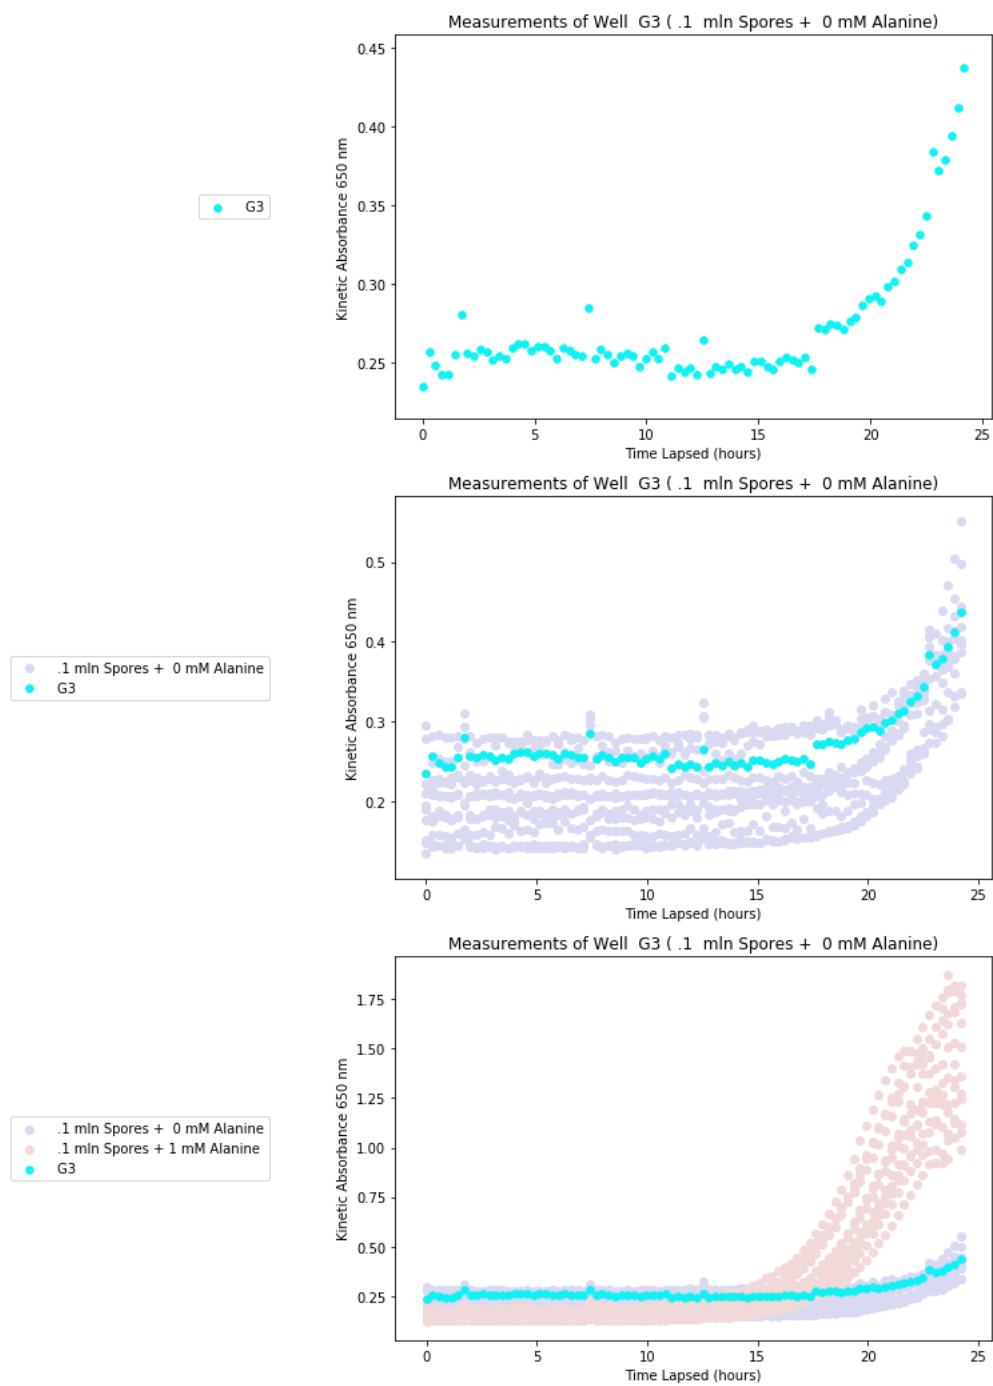 Measurements of Well  G3 ( .1  mln Spores +  0 mM Alanine)
0.45
0.40
0.35
0.30
0.25
Kinetic Absorbance 650 nm
G3
0 5 10 15 20 25
Time Lapsed (hours)
Measurements of Well  G3 ( .1  mln Spores +  0 mM Alanine)
0.5
0.4
0.3
0.2
Kinetic Absorbance 650 nm
.1 mln Spores +  0 mM Alanine
G3
0 5 10 15 20 25
Time Lapsed (hours)
Measurements of Well  G3 ( .1  mln Spores +  0 mM Alanine)
1.75
1.50
1.25
1.00
0.75
0.50
0.25
Kinetic Absorbance 650 nm
.1 mln Spores +  0 mM Alanine
.1 mln Spores + 1 mM Alanine
G3
0 5 10 15 20 25
Time Lapsed (hours)